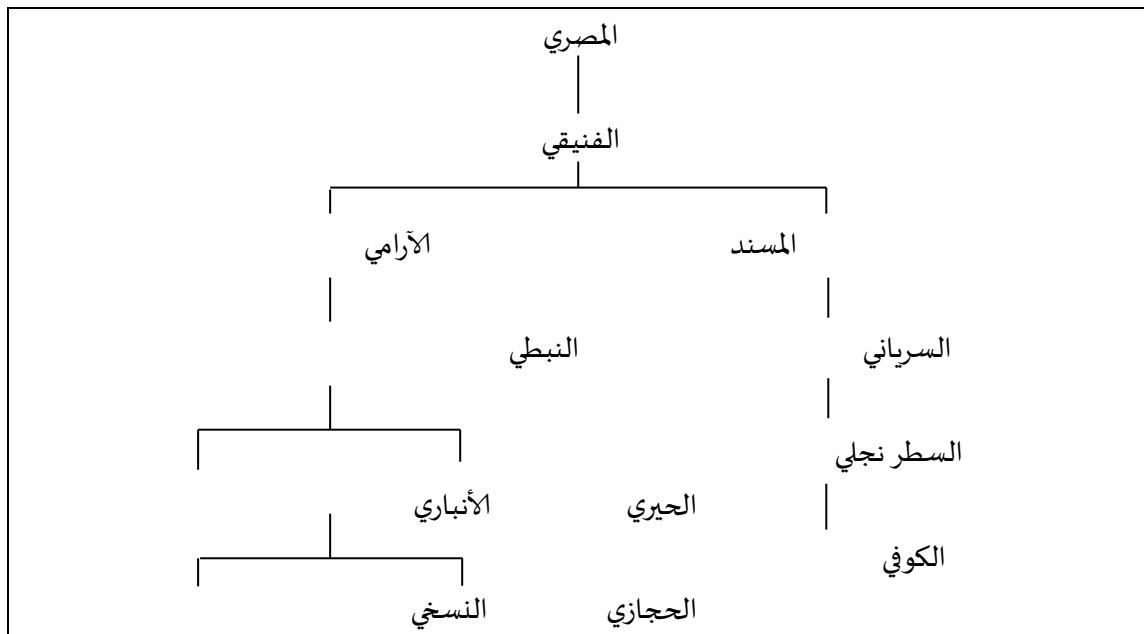 المصري
الفنيقي
المسند الآرامي
السرياني النبطي
السطر نجلي
الحيري الأنباري
الكوفي
الحجازي النسخي